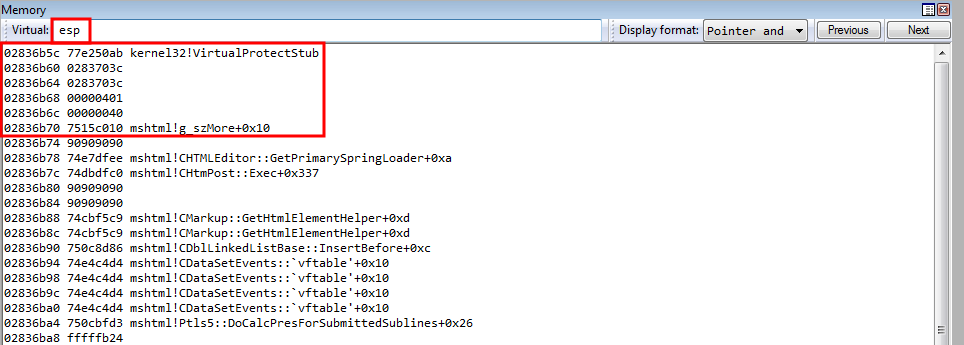 Memory
Virtual: esp Display format: Pointer and Previous Next
02836b5c 77e250ab kernel32!VirtualProtectStub
02836b60 0283703c
02836b64 0283703c
02836b68 00000401
02836b6c 00000040
02836b70 7515c010 mshtml!g_szMore+0x10
02836b74 90909090
02836b78 74e7dfee mshtml!CHTMLEditor::GetPrimarySpringLoader+0xa
02836b7c 74dbdfc0 mshtml!CHtmPost::Exec+0x337
02836b80 90909090
02836b84 90909090
02836b88 74cbf5c9 mshtml!CMarkup::GetHtmlElementHelper+0xd
02836b8c 74cbf5c9 mshtml!CMarkup::GetHtmlElementHelper+0xd
02836b90 750c8d86 mshtml!CDblLinkedListBase::InsertBefore+0xc
02836b94 74e4c4d4 mshtml!CDataSetEvents::`vftable'+0x10
02836b98 74e4c4d4 mshtml!CDataSetEvents::`vftable'+0x10
02836b9c 74e4c4d4 mshtml!CDataSetEvents::`vftable'+0x10
02836ba0 74e4c4d4 mshtml!CDataSetEvents::`vftable'+0x10
02836ba4 750cbfd3 mshtml!Ptls5::DoCalcPresForSubmittedSublines+0x26
02836ba8 fffffb24